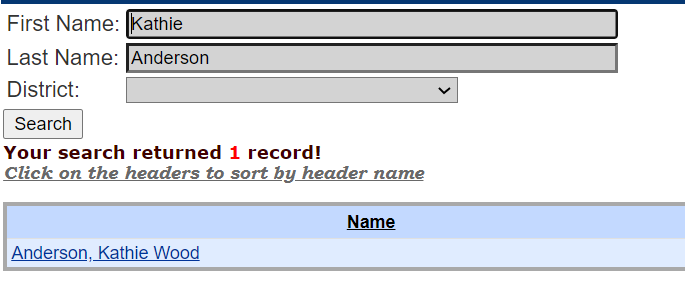 First Name: Kathie
Last Name: Anderson
District:
Search
Your search returned 1 record!
Click on the headers to sort by header name
Name
Anderson, Kathie Wood